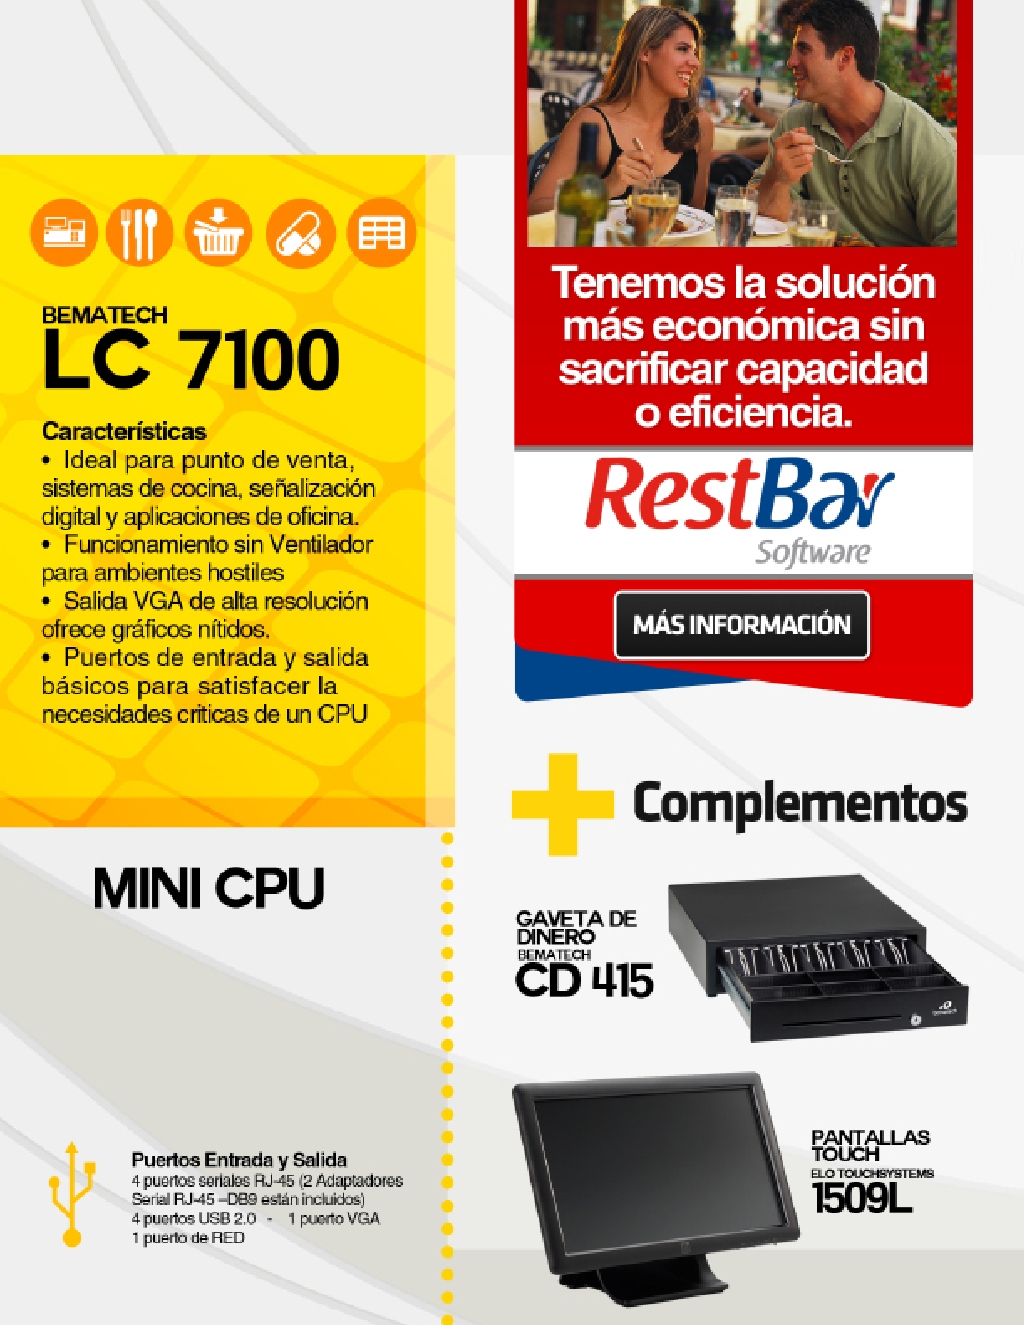 BEMATECH
LC 7100
Características
• Ideal para punto de venta,
sistemas de cocina, señalización
digital y aplicaciones de oficina.
• Funcionamiento sin Ventilador
para ambientes hostiles
• Salida VGA de alta resolución
ofrece gráficos nítidos.
• Puertos de entrada y salida
básicos para satisfacer la
necesidades criticas de un CPU
MINI CPU
Puertos Entrada y Salida
4 puertos seriales RJ-45 (2 Adaptadores
Serial RJ-45 –DB9 están incluidos)
4 puertos USB 2.0 - 1 puerto VGA
1 puerto de RED
Tenemos la solución
más económica sin
sacrificar capacidad
o eficiencia.
RestBar
Software
MÁS INFORMACIÓN
Complementos
GAVETA DE
DINERO
BEMATECH
CD 415
PANTALLAS
TOUCH
ELO TOUCHSYSTEMS
1509L